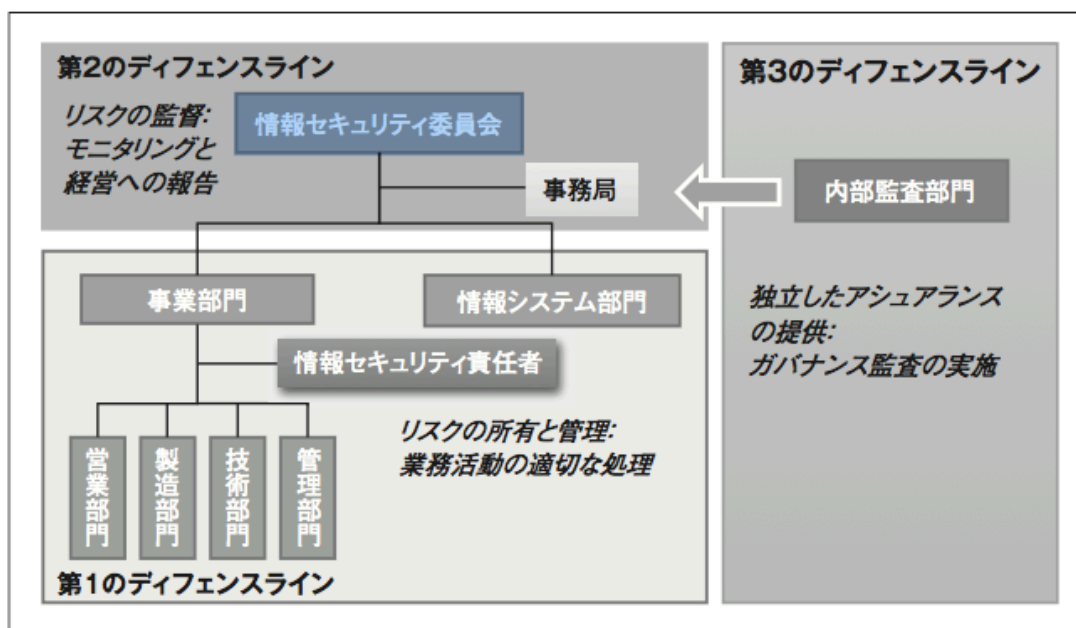 第2のディフェンスライン
リスクの監督:
モニタリングと
経営への報告
情報セキュリティ委員会
事務局
第3のディフェンスライン
内部監査部門
独立したアシュアランス
の提供:
ガバナンス監査の実施
事業部門
情報システム部門
情報セキュリティ責任者
リスクの所有と管理:
業務活動の適切な処理
営業部門
製造部門
技術部門
管理部門
第1のディフェンスライン